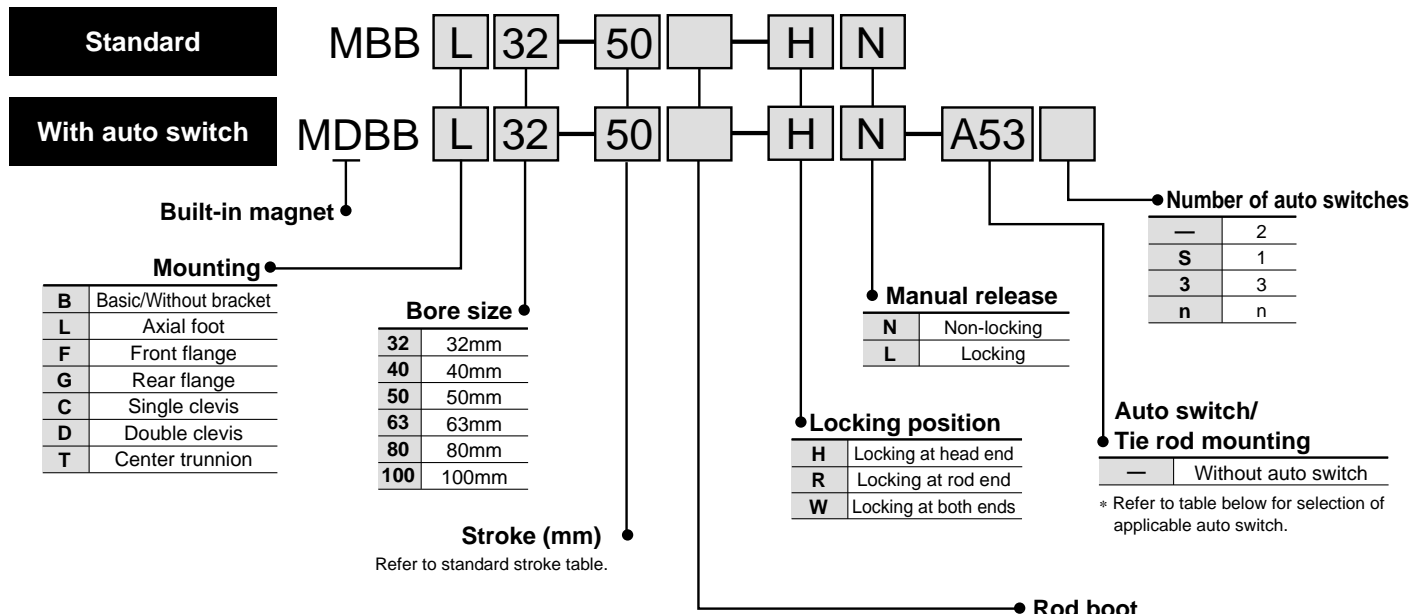 Standard
MBB L 32 — 50 — H N
With auto switch
MDBB L 32 — 50 — H N — A53
Built-in magnet
Number of auto switches
— 2
S 1
3 3
n n
Mounting
B Basic/Without bracket
L Axial foot
F Front flange
G Rear flange
C Single clevis
D Double clevis
T Center trunnion
Bore size
32 32mm
40 40mm
50 50mm
63 63mm
80 80mm
100 100mm
Manual release
N Non-locking
L Locking
Locking position
H Locking at head end
R Locking at rod end
W Locking at both ends
Auto switch/
Tie rod mounting
— Without auto switch
∗ Refer to table below for selection of
applicable auto switch.
Stroke (mm)
Refer to standard stroke table.
Rod boot